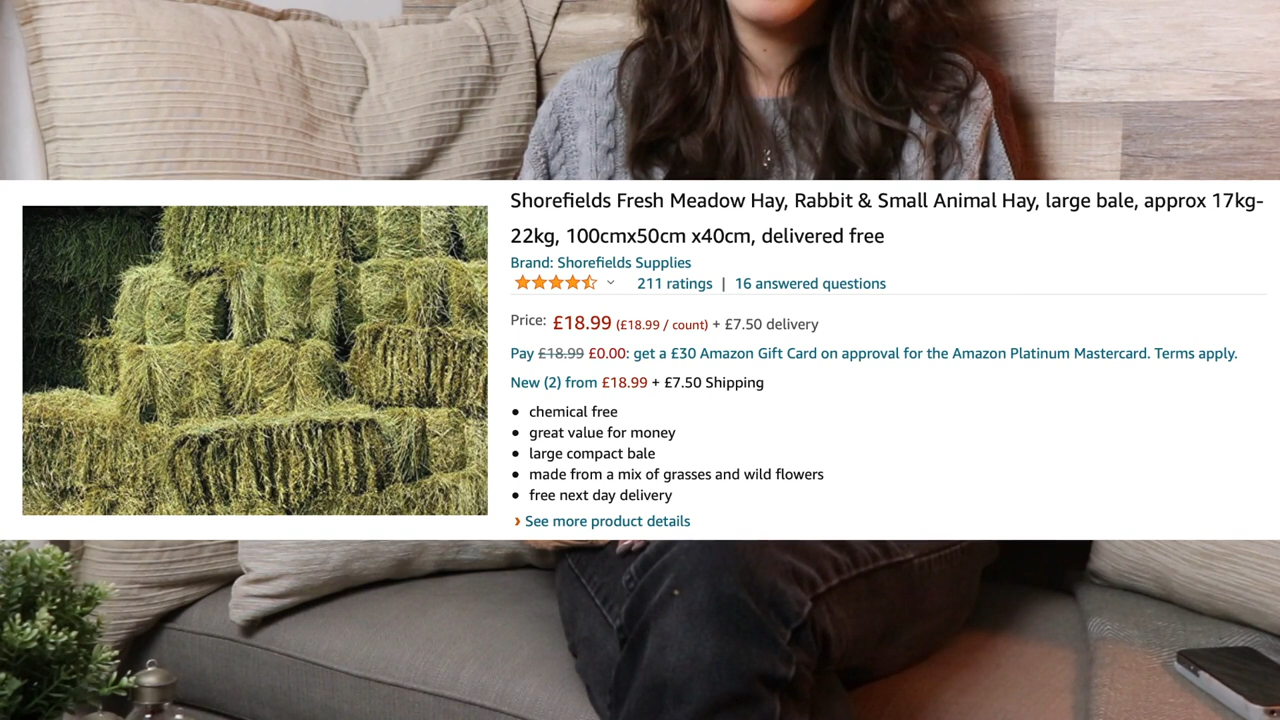 Shorefields Fresh Meadow Hay, Rabbit & Small Animal Hay, large bale, approx 17kg-
22kg, 100cmx50cm x40cm, delivered free
Brand: Shorefields Supplies
211 ratings | 16 answered questions
Price: £18.99 (£18.99 / count) + £7.50 delivery
Pay £18.99 £0.00: get a £30 Amazon Gift Card on approval for the Amazon Platinum Mastercard. Terms apply.
New (2) from £18.99 + £7.50 Shipping
• chemical free
• great value for money
• large compact bale
• made from a mix of grasses and wild flowers
• free next day delivery
› See more product details